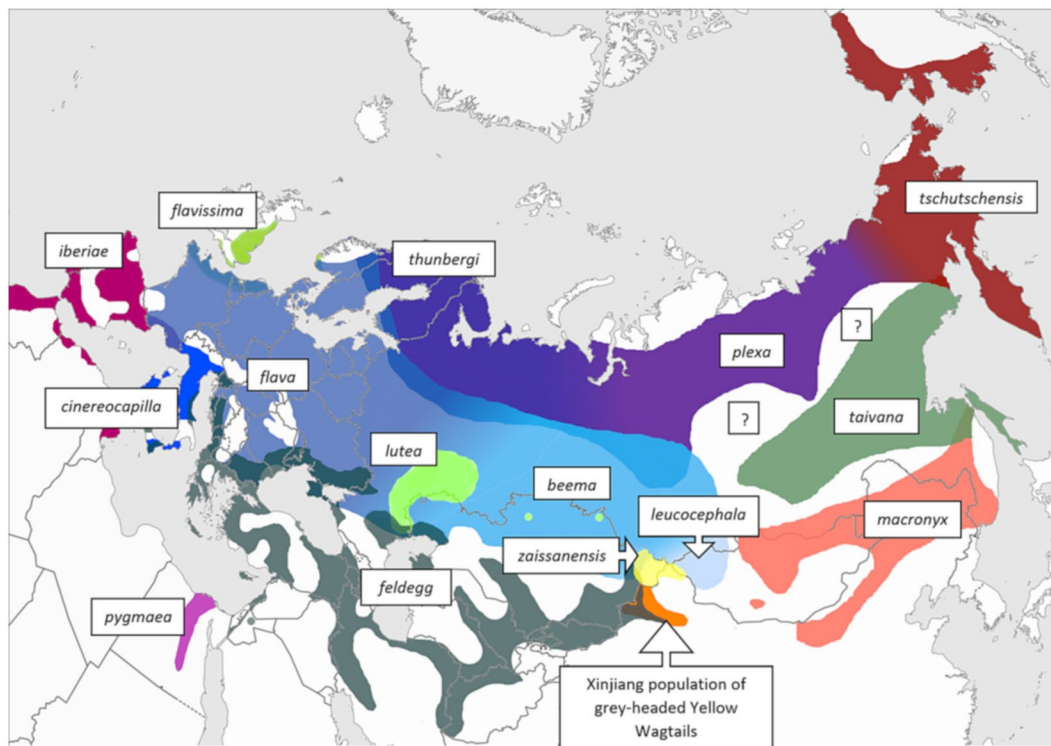 tschutschensis
flavissima
iberiae
thunbergi
?
plexa
flava
?
cinereocapilla
taivana
lutea
beema
leucocephala
macronyx
zaissanensis
feldegg
pygmaea
Xinjiang population of
grey-headed Yellow
Wagtails